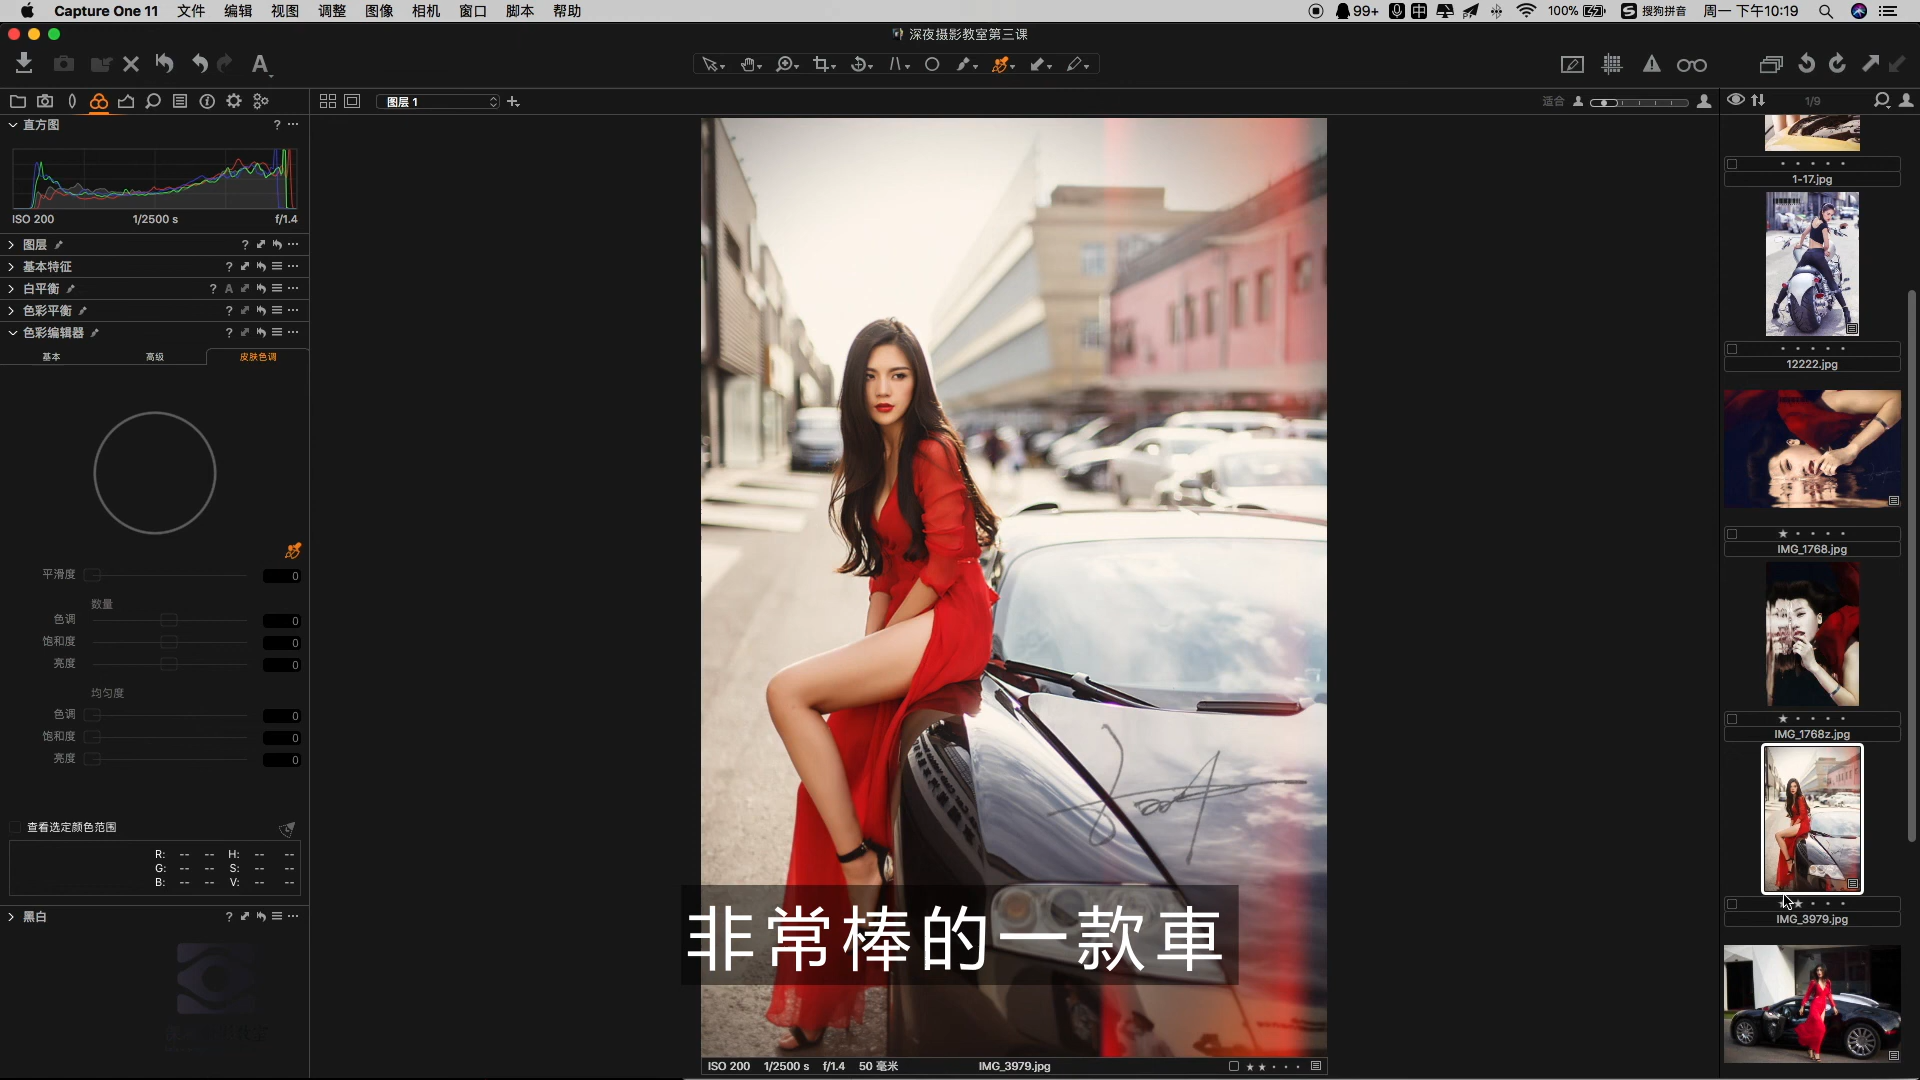 Capture One 11 文件 编辑 视图 调整 图像 相机 窗口 脚本 帮助 99+ 中 100% 搜狗拼音 周一 下午10:19
深夜摄影教室第三课
图层 1 适合 1/9
直方图 ?
ISO 200 1/2500 s f/1.4
图层 ?
基本特征 ?
白平衡 ? A
色彩平衡 ?
色彩编辑器 ?
基本 高级 皮肤色调
平滑度 0
数量
色调 0
饱和度 0
亮度 0
均匀度
色调 0
饱和度 0
亮度 0
查看选定颜色范围
R: -- -- H: -- --
G: -- -- S: -- --
B: -- -- V: -- --
黑白 ?
非常棒的一款車
ISO 200 1/2500 s f/1.4 50 毫米 IMG_3979.jpg
1-17.jpg
12222.jpg
IMG_1768.jpg
IMG_1768z.jpg
IMG_3979.jpg